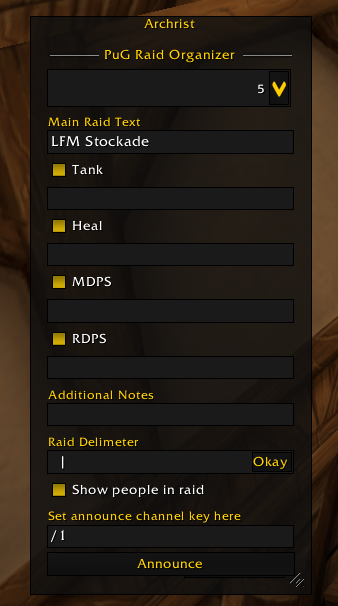 Archrist
PuG Raid Organizer
5
Main Raid Text
LFM Stockade
Tank
Heal
MDPS
RDPS
Additional Notes
Raid Delimeter
|
Okay
Show people in raid
Set announce channel key here
/1
Announce